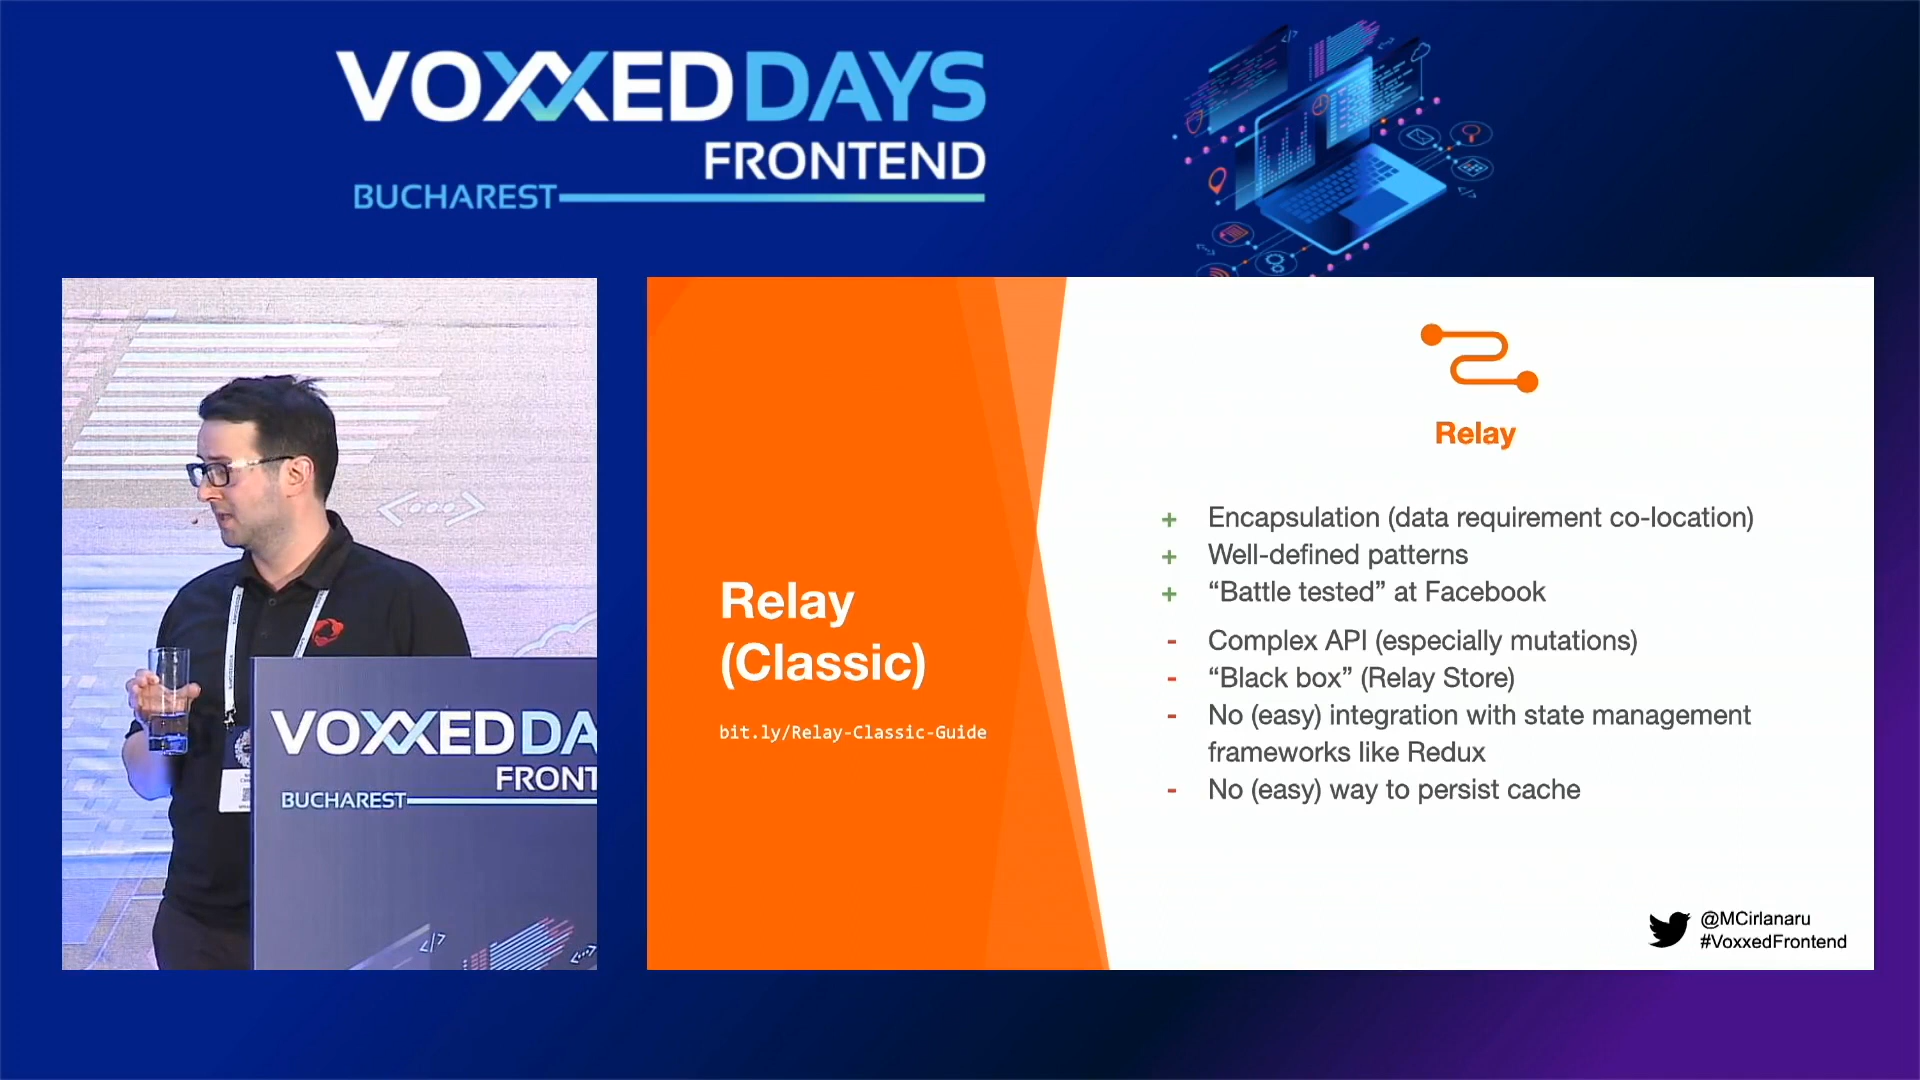 VOXXED DAYS
FRONTEND
BUCHAREST
VOXXED DA
FRONT
BUCHAREST
Relay
(Classic)
bit.ly/Relay-Classic-Guide
Relay
+ Encapsulation (data requirement co-location)
+ Well-defined patterns
+ “Battle tested” at Facebook
- Complex API (especially mutations)
- “Black box” (Relay Store)
- No (easy) integration with state management
frameworks like Redux
- No (easy) way to persist cache
@MCirlanaru
#VoxxedFrontend